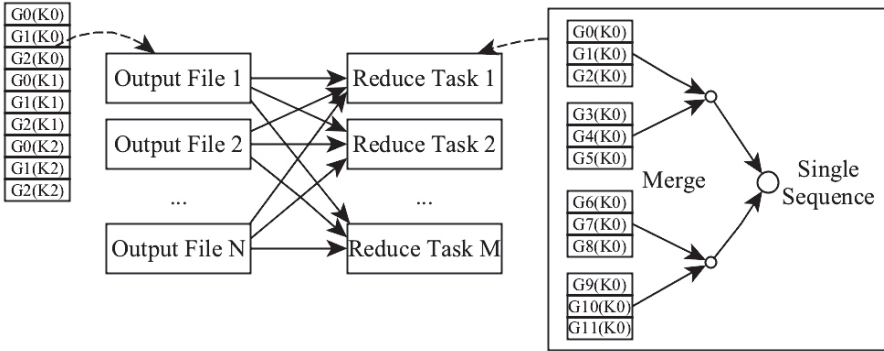 G0(K0)
G1(K0)
G2(K0)
G0(K1)
G1(K1)
G2(K1)
G0(K2)
G1(K2)
G2(K2)
Output File 1
Output File 2
...
Output File N
Reduce Task 1
Reduce Task 2
...
Reduce Task M
G0(K0)
G1(K0)
G2(K0)
G3(K0)
G4(K0)
G5(K0)
G6(K0)
G7(K0)
G8(K0)
G9(K0)
G10(K0)
G11(K0)
Merge
Single
Sequence